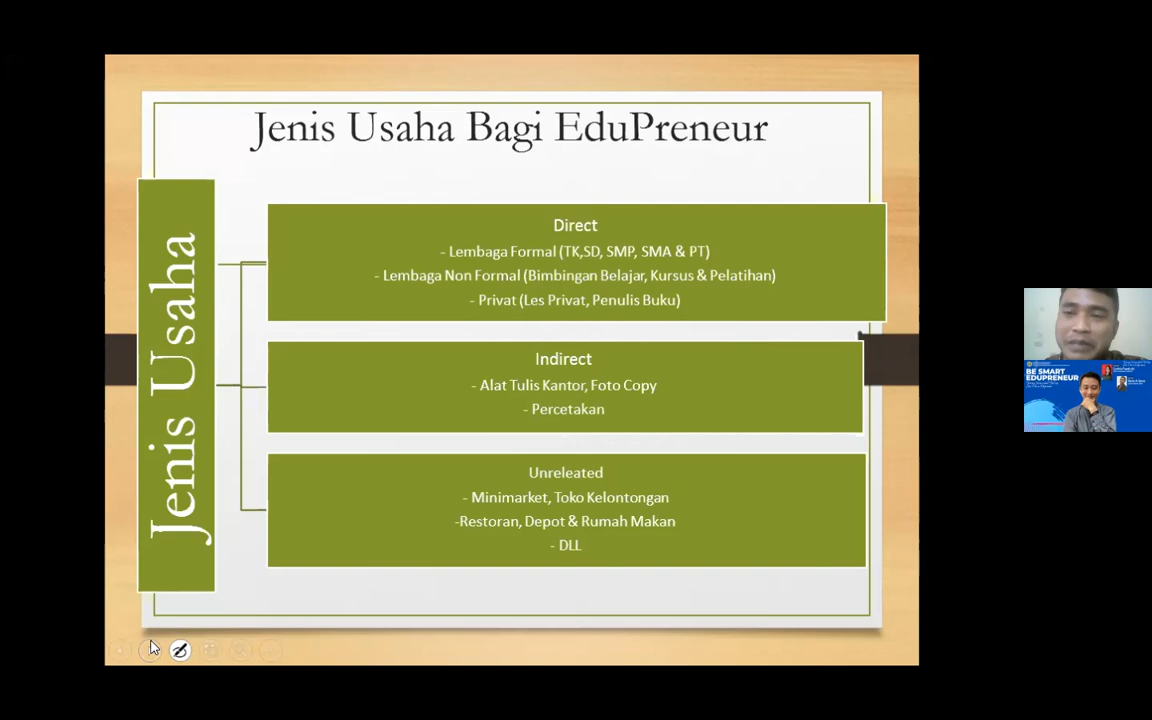 Jenis Usaha Bagi EduPreneur
Jenis Usaha
Direct
- Lembaga Formal (TK,SD, SMP, SMA & PT)
- Lembaga Non Formal (Bimbingan Belajar, Kursus & Pelatihan)
- Privat (Les Privat, Penulis Buku)
Indirect
- Alat Tulis Kantor, Foto Copy
- Percetakan
Unreleated
- Minimarket, Toko Kelontongan
-Restoran, Depot & Rumah Makan
- DLL
BE SMART
EDUPRENEUR